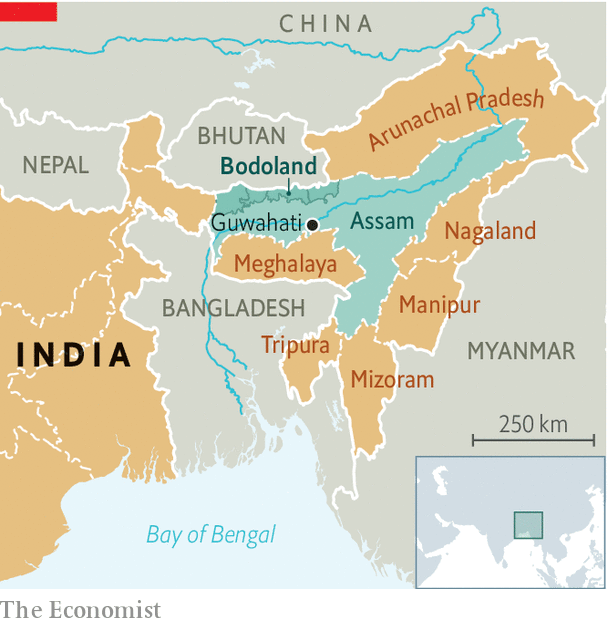 CHINA
Arunachal Pradesh
BHUTAN
NEPAL
Bodoland
Guwahati
Assam
Nagaland
Meghalaya
BANGLADESH
Manipur
INDIA
Tripura
MYANMAR
Mizoram
250 km
Bay of Bengal
The Economist